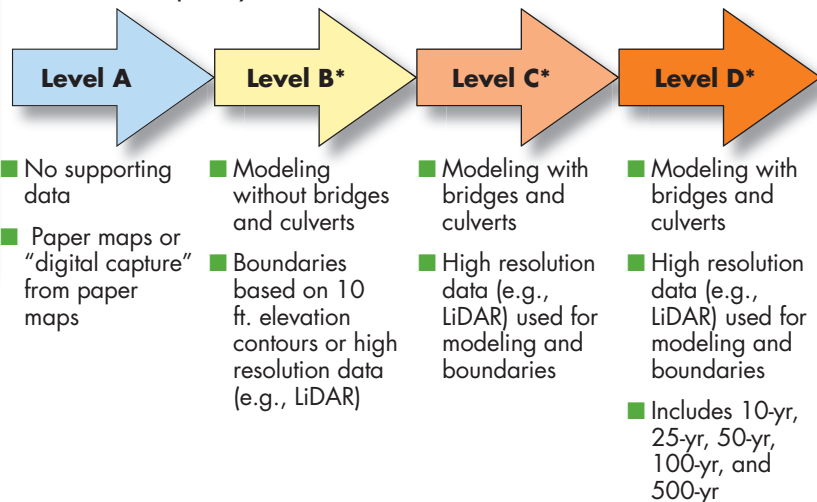 Level A
Level B*
Level C*
Level D*
No supporting
data
Paper maps or
“digital capture”
from paper
maps
Modeling
without bridges
and culverts
Boundaries
based on 10
ft. elevation
contours or high
resolution data
(e.g., LiDAR)
Modeling with
bridges and
culverts
High resolution
data (e.g.,
LiDAR) used for
modeling and
boundaries
Modeling with
bridges and
culverts
High resolution
data (e.g.,
LiDAR) used for
modeling and
boundaries
Includes 10-yr,
25-yr, 50-yr,
100-yr, and
500-yr